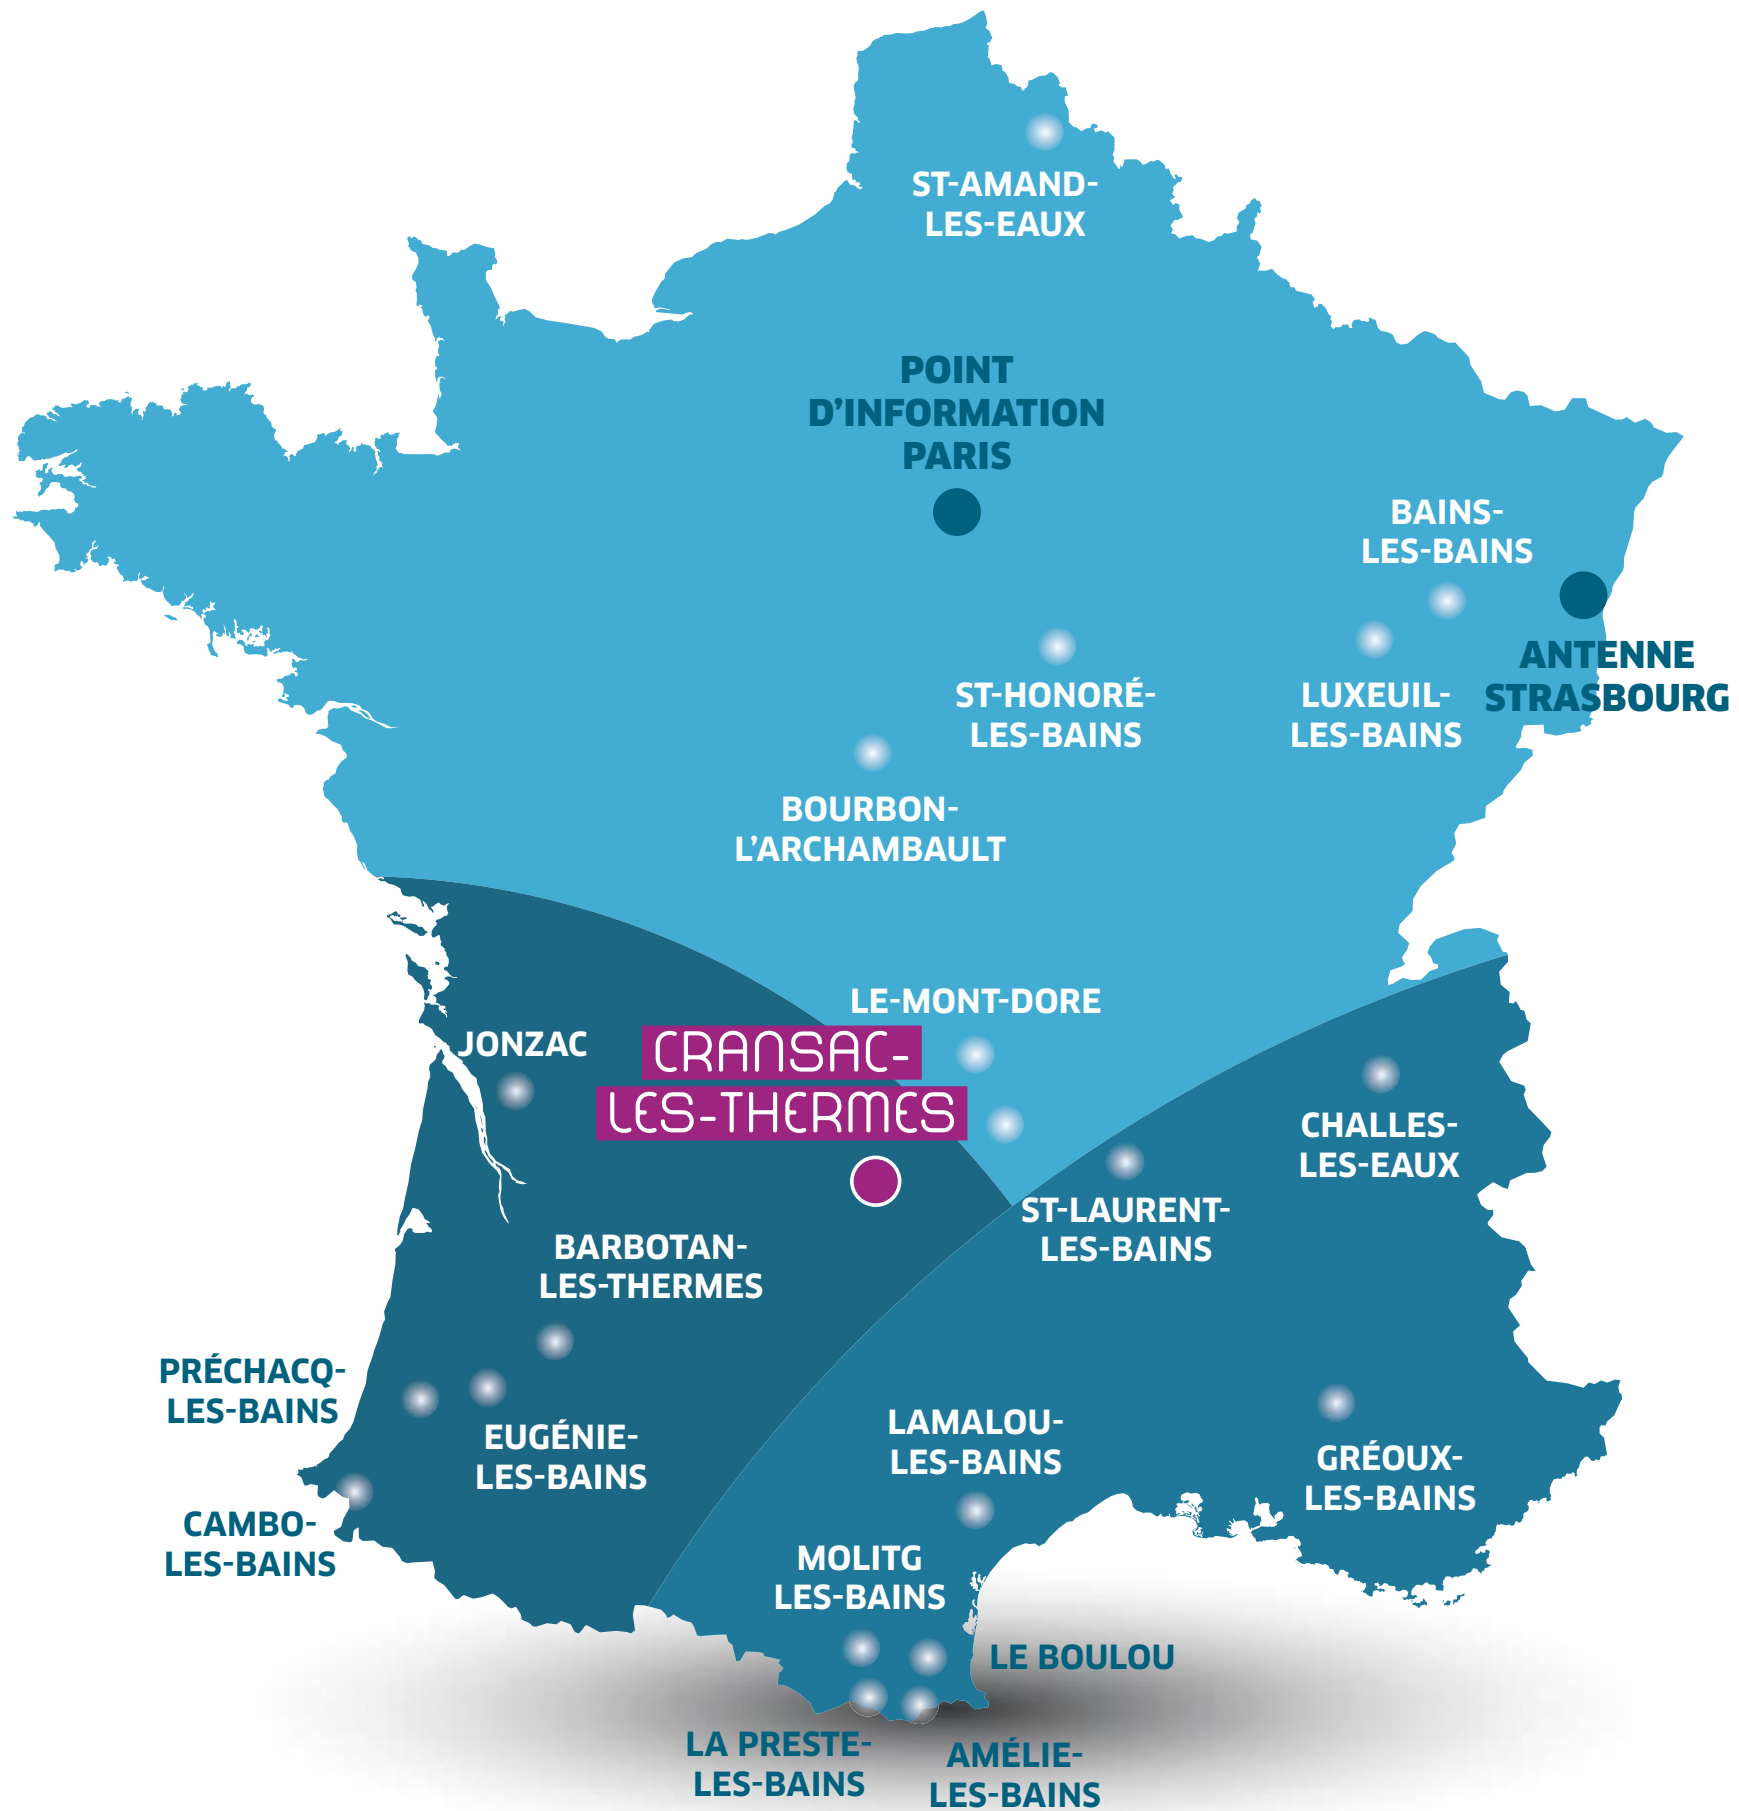 ST-AMAND-
LES-EAUX
POINT
D’INFORMATION
PARIS
BAINS-
LES-BAINS
ANTENNE
STRASBOURG
ST-HONORÉ-
LES-BAINS
LUXEUIL-
LES-BAINS
BOURBON-
L’ARCHAMBAULT
LE-MONT-DORE
JONZAC
CRANSAC-
LES-THERMES
CHALLES-
LES-EAUX
ST-LAURENT-
LES-BAINS
BARBOTAN-
LES-THERMES
PRÉCHACQ-
LES-BAINS
EUGÉNIE-
LES-BAINS
LAMALOU-
LES-BAINS
GRÉOUX-
LES-BAINS
CAMBO-
LES-BAINS
MOLITG
LES-BAINS
LE BOULOU
LA PRESTE-
LES-BAINS
AMÉLIE-
LES-BAINS